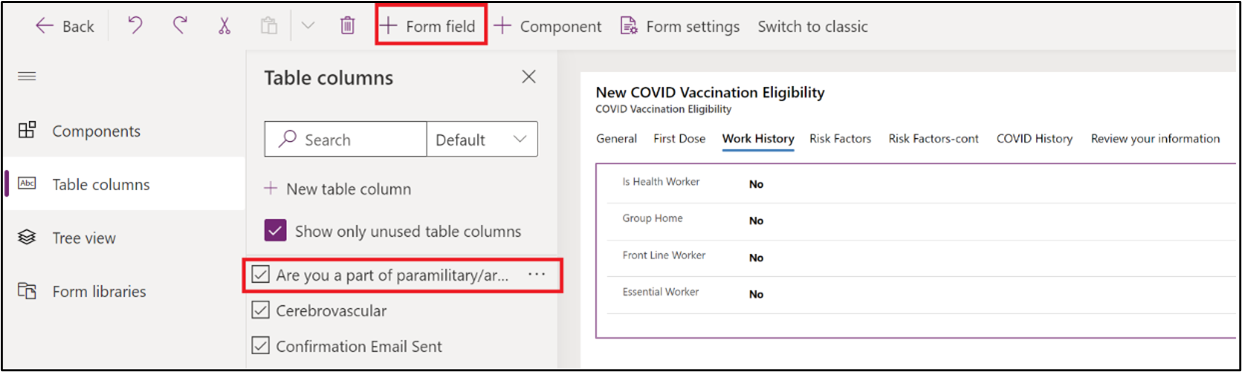 Back Form field Component Form settings Switch to classic
Components
Abc Table columns
Tree view
Form libraries
Table columns
Search Default
New table column
Show only unused table columns
Are you a part of paramilitary/ar... ...
Cerebrovascular
Confirmation Email Sent
New COVID Vaccination Eligibility
COVID Vaccination Eligibility
General First Dose Work History Risk Factors Risk Factors-cont COVID History Review your information
Is Health Worker No
Group Home No
Front Line Worker No
Essential Worker No